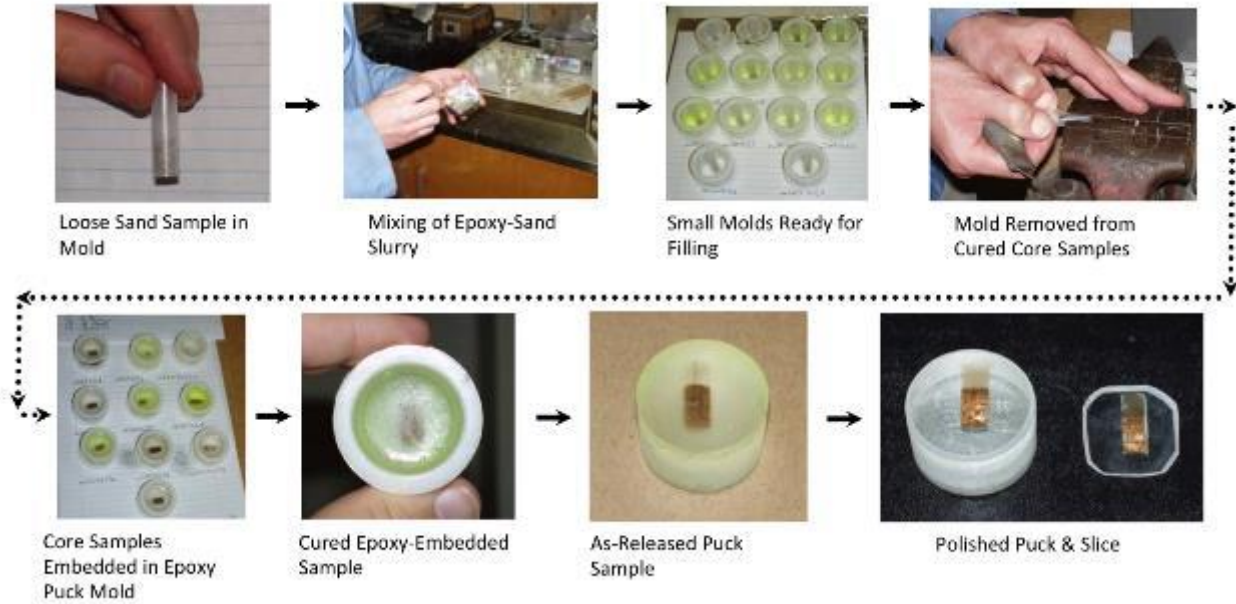 Loose Sand Sample in
Mold
Mixing of Epoxy-Sand
Slurry
Small Molds Ready for
Filling
Mold Removed from
Cured Core Samples
Core Samples
Embedded in Epoxy
Puck Mold
Cured Epoxy-Embedded
Sample
As-Released Puck
Sample
Polished Puck & Slice